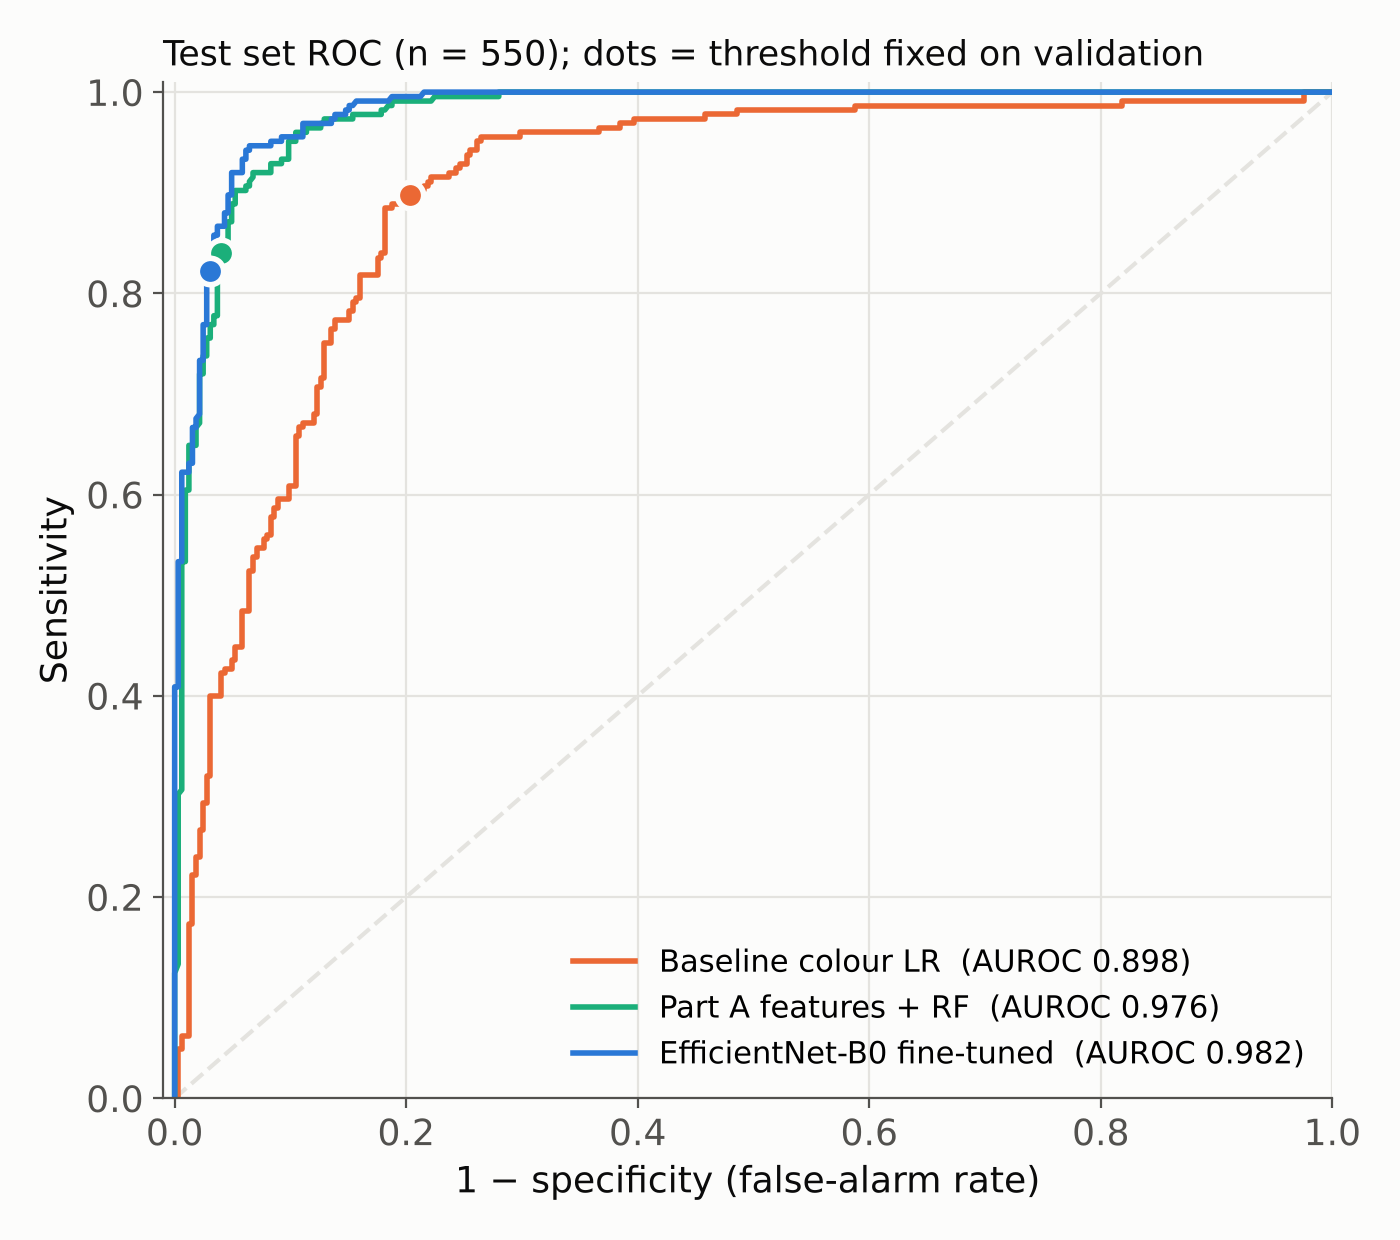 Test set ROC (n = 550); dots = threshold fixed on validation
1.0
0.8
0.6
0.4
0.2
0.0
Sensitivity
Baseline colour LR (AUROC 0.898)
Part A features + RF (AUROC 0.976)
EfficientNet-B0 fine-tuned (AUROC 0.982)
0.0 0.2 0.4 0.6 0.8 1.0
1 − specificity (false-alarm rate)